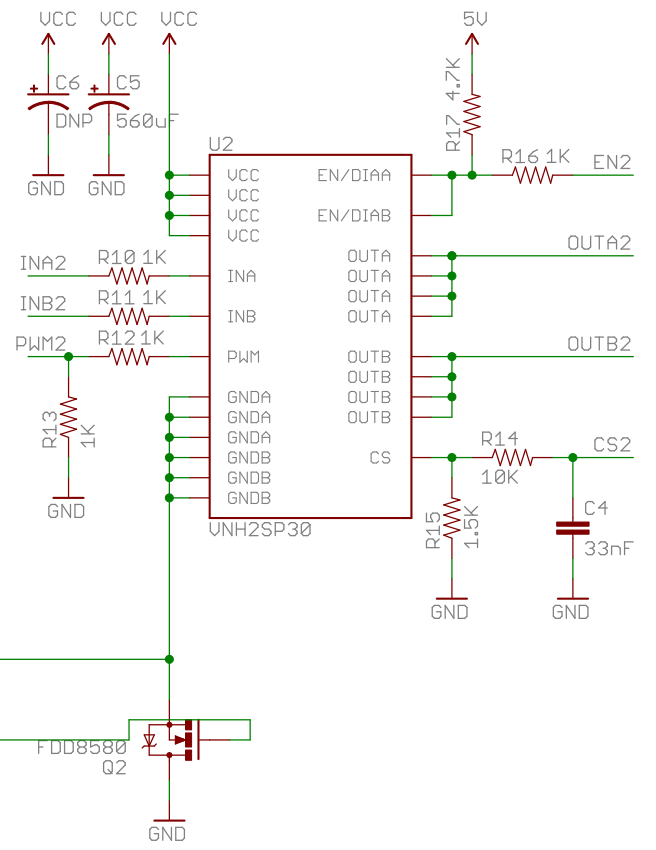 VCC VCC VCC 5V
C6 C5
DNP 560uF
GND GND
R17 4.7K
U2
R16 1K EN2
VCC EN/DIAA
VCC
VCC EN/DIAB
VCC
OUTA2
OUTA
INA2 R10 1K INA OUTA
OUTA
INB2 R11 1K INB OUTA
OUTB2
PWM2 R12 1K PWM OUTB
OUTB
GNDA OUTB
GNDA OUTB
GNDA
R13 1K
GNDB CS R14 10K CS2
GNDB
GNDB
GND
VNH2SP30
R15 1.5K
C4
33nF
GND GND
FDD8580
Q2
GND